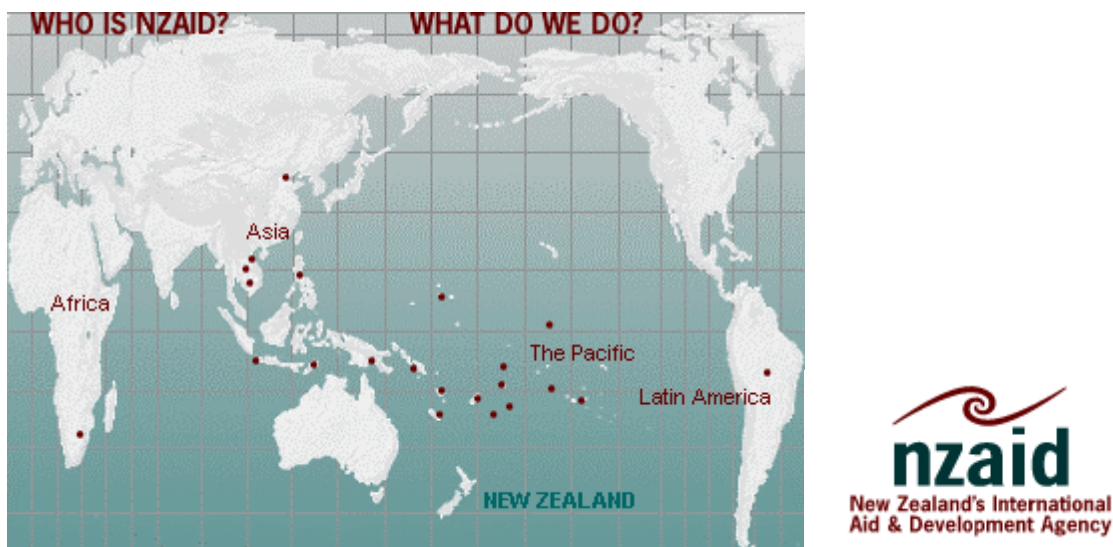 WHO IS NZAID?
WHAT DO WE DO?
Asia
Africa
The Pacific
Latin America
NEW ZEALAND
nzaid
New Zealand's International
Aid & Development Agency